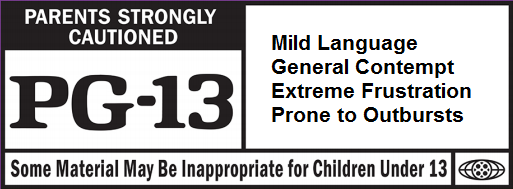 PARENTS STRONGLY
CAUTIONED
PG-13
Mild Language
General Contempt
Extreme Frustration
Prone to Outbursts
Some Material May Be Inappropriate for Children Under 13